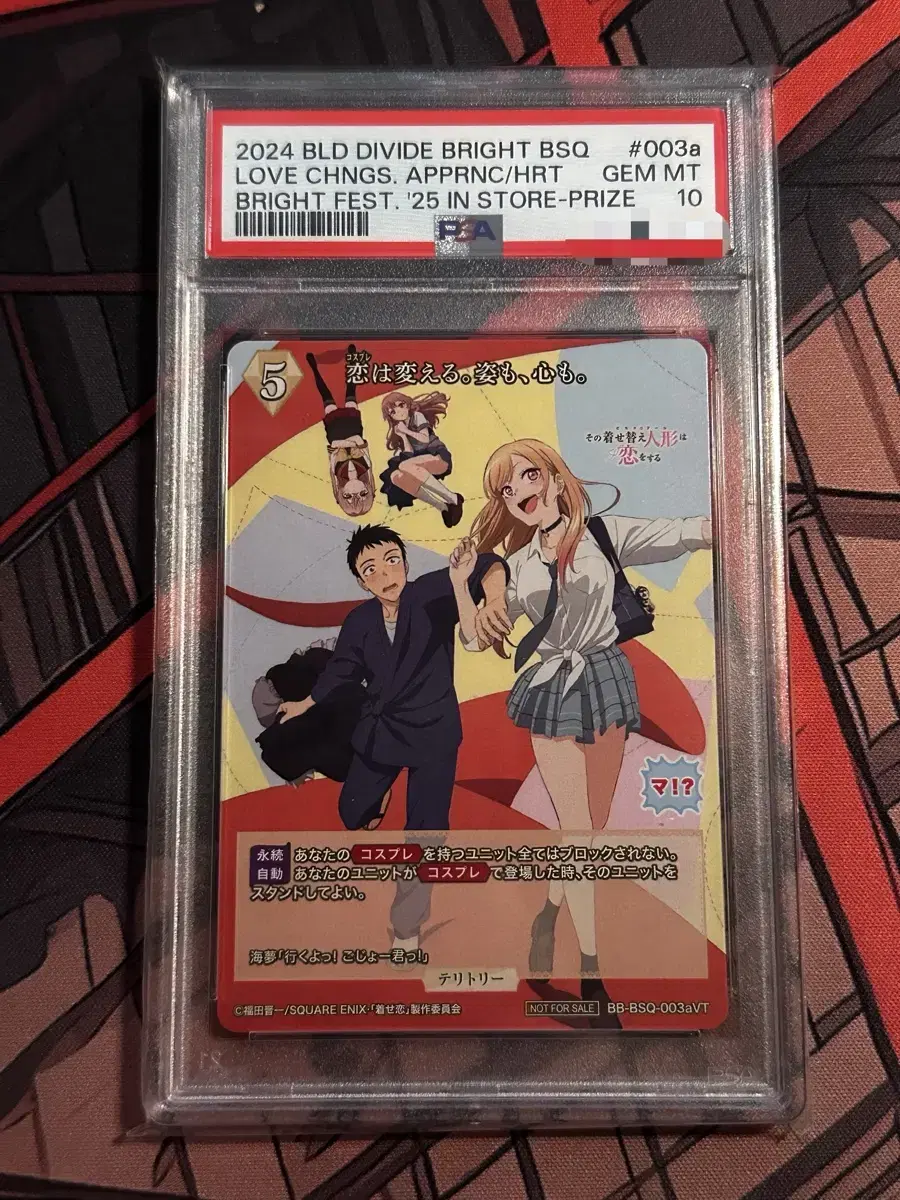 2024 BLD DIVIDE BRIGHT BSQ #003a
LOVE CHNGS. APPRNC/HRT GEM MT
BRIGHT FEST. '25 IN STORE-PRIZE 10
PSA
5
コスプレ
恋は変える。姿も、心も。
その着せ替え人形は
恋をする
マ!?
永続 あなたの コスプレ を持つユニット全てはブロックされない。
自動 あなたのユニットが コスプレ で登場した時、そのユニットを
スタンドしてよい。
海夢「行くよっ! ごじょー君っ!」
テリトリー
©福田晋一/SQUARE ENIX・「着せ恋」製作委員会 NOT FOR SALE BB-BSQ-003aVT